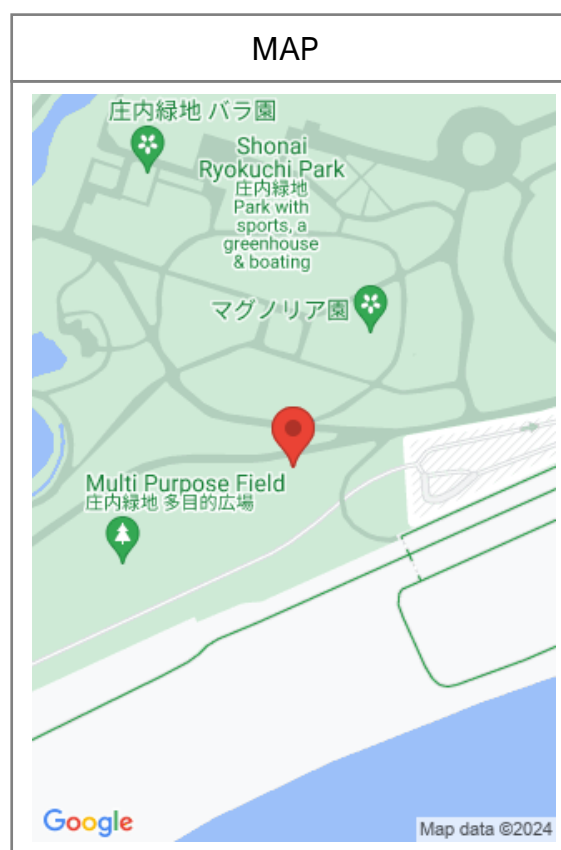 MAP
庄内緑地 バラ園
Shonai
Ryokuchi Park
庄内緑地
Park with
sports, a
greenhouse
& boating
マグノリア園
Multi Purpose Field
庄内緑地 多目的広場
Google
Map data ©2024